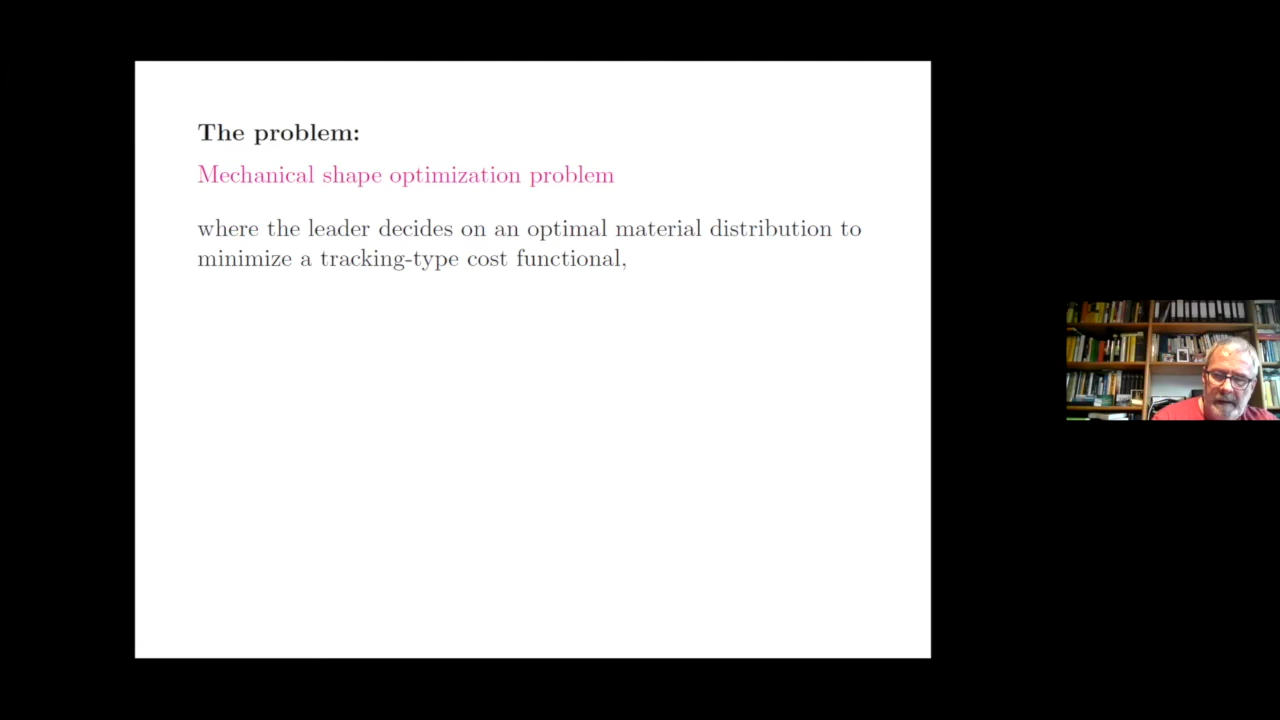 The problem:
Mechanical shape optimization problem
where the leader decides on an optimal material distribution to
minimize a tracking-type cost functional,